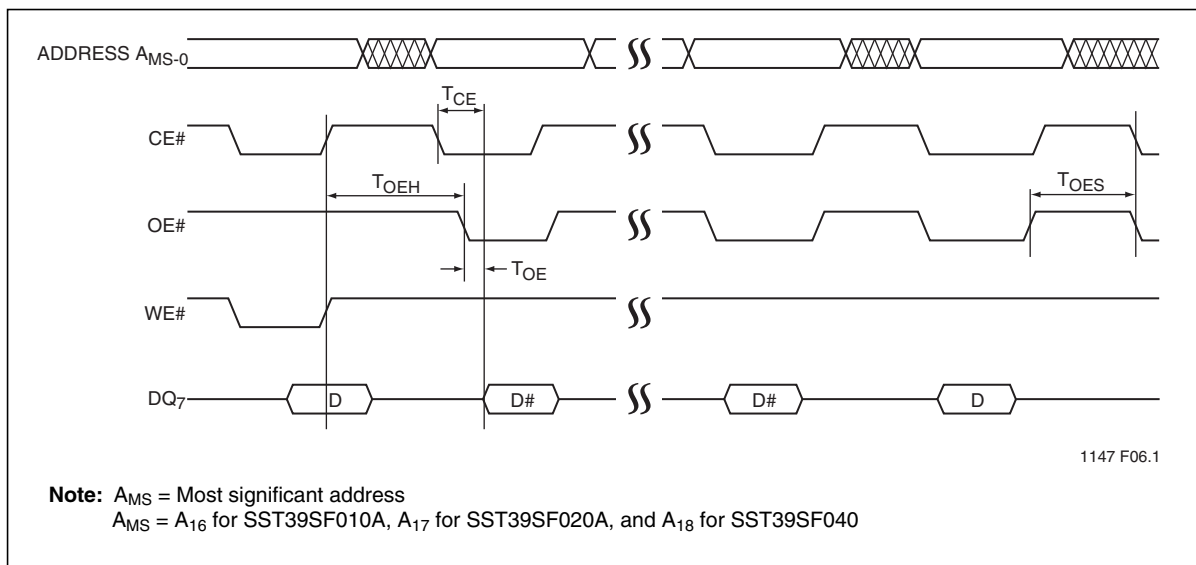 ADDRESS AMS-0
TCE
CE#
TOEH
TOES
OE#
TOE
WE#
DQ7
D
D#
D#
D
1147 F06.1
Note: AMS = Most significant address
AMS = A16 for SST39SF010A, A17 for SST39SF020A, and A18 for SST39SF040